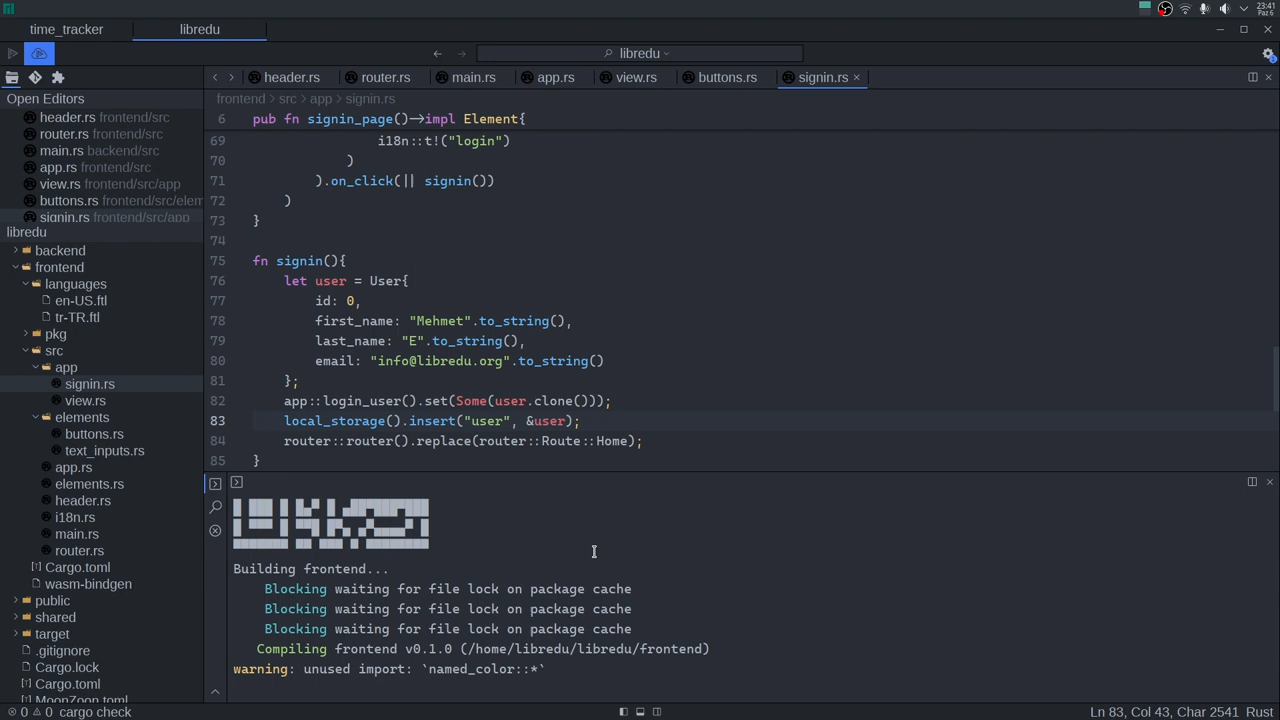 23:41
Paz 6
time_tracker
libredu
libredu
header.rs
router.rs
main.rs
app.rs
view.rs
buttons.rs
signin.rs
Open Editors
header.rs frontend/src
router.rs frontend/src
main.rs backend/src
app.rs frontend/src
view.rs frontend/src/app
buttons.rs frontend/src/elem
signin.rs frontend/src/app
libredu
backend
frontend
languages
en-US.ftl
tr-TR.ftl
pkg
src
app
signin.rs
view.rs
elements
buttons.rs
text_inputs.rs
app.rs
elements.rs
header.rs
i18n.rs
main.rs
router.rs
Cargo.toml
wasm-bindgen
public
shared
target
.gitignore
Cargo.lock
Cargo.toml
MoonZoon.toml
frontend > src > app > signin.rs
6 pub fn signin_page()->impl Element{
69 i18n::t!("login")
70 )
71 ).on_click(|| signin())
72 )
73 }
74
75 fn signin(){
76 let user = User{
77 id: 0,
78 first_name: "Mehmet".to_string(),
79 last_name: "E".to_string(),
80 email: "info@libredu.org".to_string()
81 };
82 app::login_user().set(Some(user.clone()));
83 local_storage().insert("user", &user);
84 router::router().replace(router::Route::Home);
85 }
Building frontend...
Blocking waiting for file lock on package cache
Blocking waiting for file lock on package cache
Blocking waiting for file lock on package cache
Compiling frontend v0.1.0 (/home/libredu/libredu/frontend)
warning: unused import: `named_color::*`
0 0 cargo check
Ln 83, Col 43, Char 2541 Rust